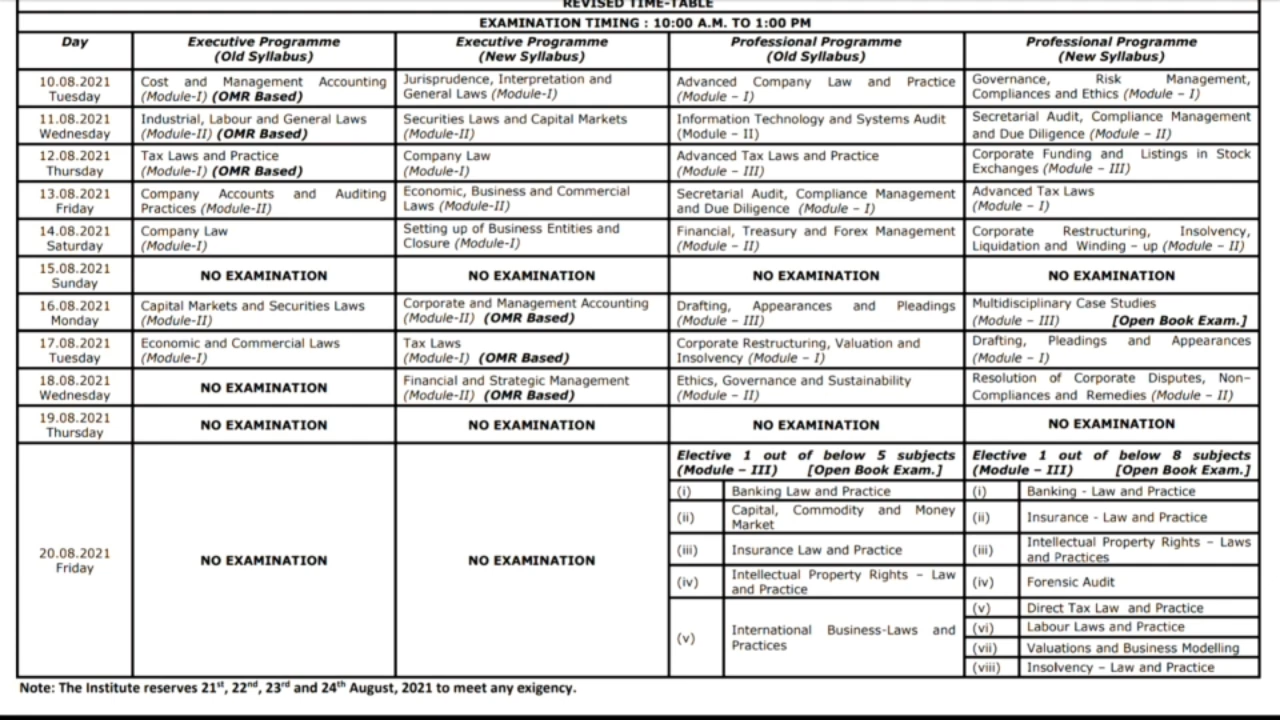 REVISED TIME-TABLE
EXAMINATION TIMING : 10:00 A.M. TO 1:00 PM
Day
Executive Programme
(Old Syllabus)
Executive Programme
(New Syllabus)
Professional Programme
(Old Syllabus)
Professional Programme
(New Syllabus)
10.08.2021
Tuesday
Cost and Management Accounting
(Module-I) (OMR Based)
Jurisprudence, Interpretation and
General Laws (Module-I)
Advanced Company Law and Practice
(Module – I)
Governance, Risk Management,
Compliances and Ethics (Module – I)
11.08.2021
Wednesday
Industrial, Labour and General Laws
(Module-II) (OMR Based)
Securities Laws and Capital Markets
(Module-II)
Information Technology and Systems Audit
(Module – II)
Secretarial Audit, Compliance Management
and Due Diligence (Module – II)
12.08.2021
Thursday
Tax Laws and Practice
(Module-I) (OMR Based)
Company Law
(Module-I)
Advanced Tax Laws and Practice
(Module – III)
Corporate Funding and Listings in Stock
Exchanges (Module – III)
13.08.2021
Friday
Company Accounts and Auditing
Practices (Module-II)
Economic, Business and Commercial
Laws (Module-II)
Secretarial Audit, Compliance Management
and Due Diligence (Module – I)
Advanced Tax Laws
(Module – I)
14.08.2021
Saturday
Company Law
(Module-I)
Setting up of Business Entities and
Closure (Module-I)
Financial, Treasury and Forex Management
(Module – II)
Corporate Restructuring, Insolvency,
Liquidation and Winding – up (Module – II)
15.08.2021
Sunday
NO EXAMINATION
NO EXAMINATION
NO EXAMINATION
NO EXAMINATION
16.08.2021
Monday
Capital Markets and Securities Laws
(Module-II)
Corporate and Management Accounting
(Module-II) (OMR Based)
Drafting, Appearances and Pleadings
(Module – III)
Multidisciplinary Case Studies
(Module – III) [Open Book Exam.]
17.08.2021
Tuesday
Economic and Commercial Laws
(Module-I)
Tax Laws
(Module-I) (OMR Based)
Corporate Restructuring, Valuation and
Insolvency (Module – I)
Drafting, Pleadings and Appearances
(Module – I)
18.08.2021
Wednesday
NO EXAMINATION
Financial and Strategic Management
(Module-II) (OMR Based)
Ethics, Governance and Sustainability
(Module – II)
Resolution of Corporate Disputes, Non–
Compliances and Remedies (Module – II)
19.08.2021
Thursday
NO EXAMINATION
NO EXAMINATION
NO EXAMINATION
NO EXAMINATION
20.08.2021
Friday
NO EXAMINATION
NO EXAMINATION
Elective 1 out of below 5 subjects
(Module – III) [Open Book Exam.]
(i) Banking Law and Practice
(ii) Capital, Commodity and Money
Market
(iii) Insurance Law and Practice
(iv) Intellectual Property Rights – Law
and Practice
(v) International Business-Laws and
Practices
Elective 1 out of below 8 subjects
(Module – III) [Open Book Exam.]
(i) Banking - Law and Practice
(ii) Insurance - Law and Practice
(iii) Intellectual Property Rights – Laws
and Practices
(iv) Forensic Audit
(v) Direct Tax Law and Practice
(vi) Labour Laws and Practice
(vii) Valuations and Business Modelling
(viii) Insolvency – Law and Practice
Note: The Institute reserves 21st, 22nd, 23rd and 24th August, 2021 to meet any exigency.